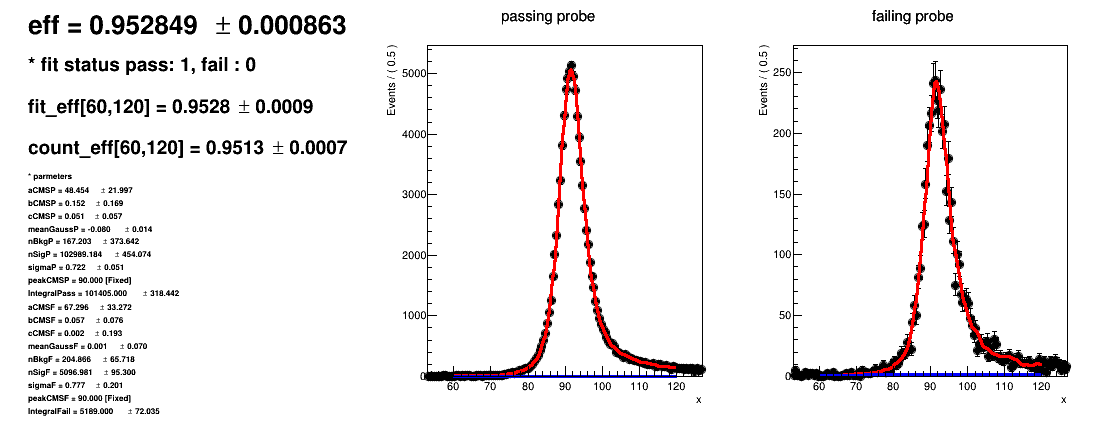 eff = 0.952849 ± 0.000863
* fit status pass: 1, fail : 0
fit_eff[60,120] = 0.9528 ± 0.0009
count_eff[60,120] = 0.9513 ± 0.0007
* parmeters
aCMSP = 48.454 ± 21.997
bCMSP = 0.152 ± 0.169
cCMSP = 0.051 ± 0.057
meanGaussP = -0.080 ± 0.014
nBkgP = 167.203 ± 373.642
nSigP = 102989.184 ± 454.074
sigmaP = 0.722 ± 0.051
peakCMSP = 90.000 [Fixed]
IntegralPass = 101405.000 ± 318.442
aCMSF = 67.296 ± 33.272
bCMSF = 0.057 ± 0.076
cCMSF = 0.002 ± 0.193
meanGaussF = 0.001 ± 0.070
nBkgF = 204.866 ± 65.718
nSigF = 5096.981 ± 95.300
sigmaF = 0.777 ± 0.201
peakCMSF = 90.000 [Fixed]
IntegralFail = 5189.000 ± 72.035
passing probe
Events / ( 0.5 )
5000
4000
3000
2000
1000
0
60 70 80 90 100 110 120
x
failing probe
Events / ( 0.5 )
250
200
150
100
50
0
60 70 80 90 100 110 120
x